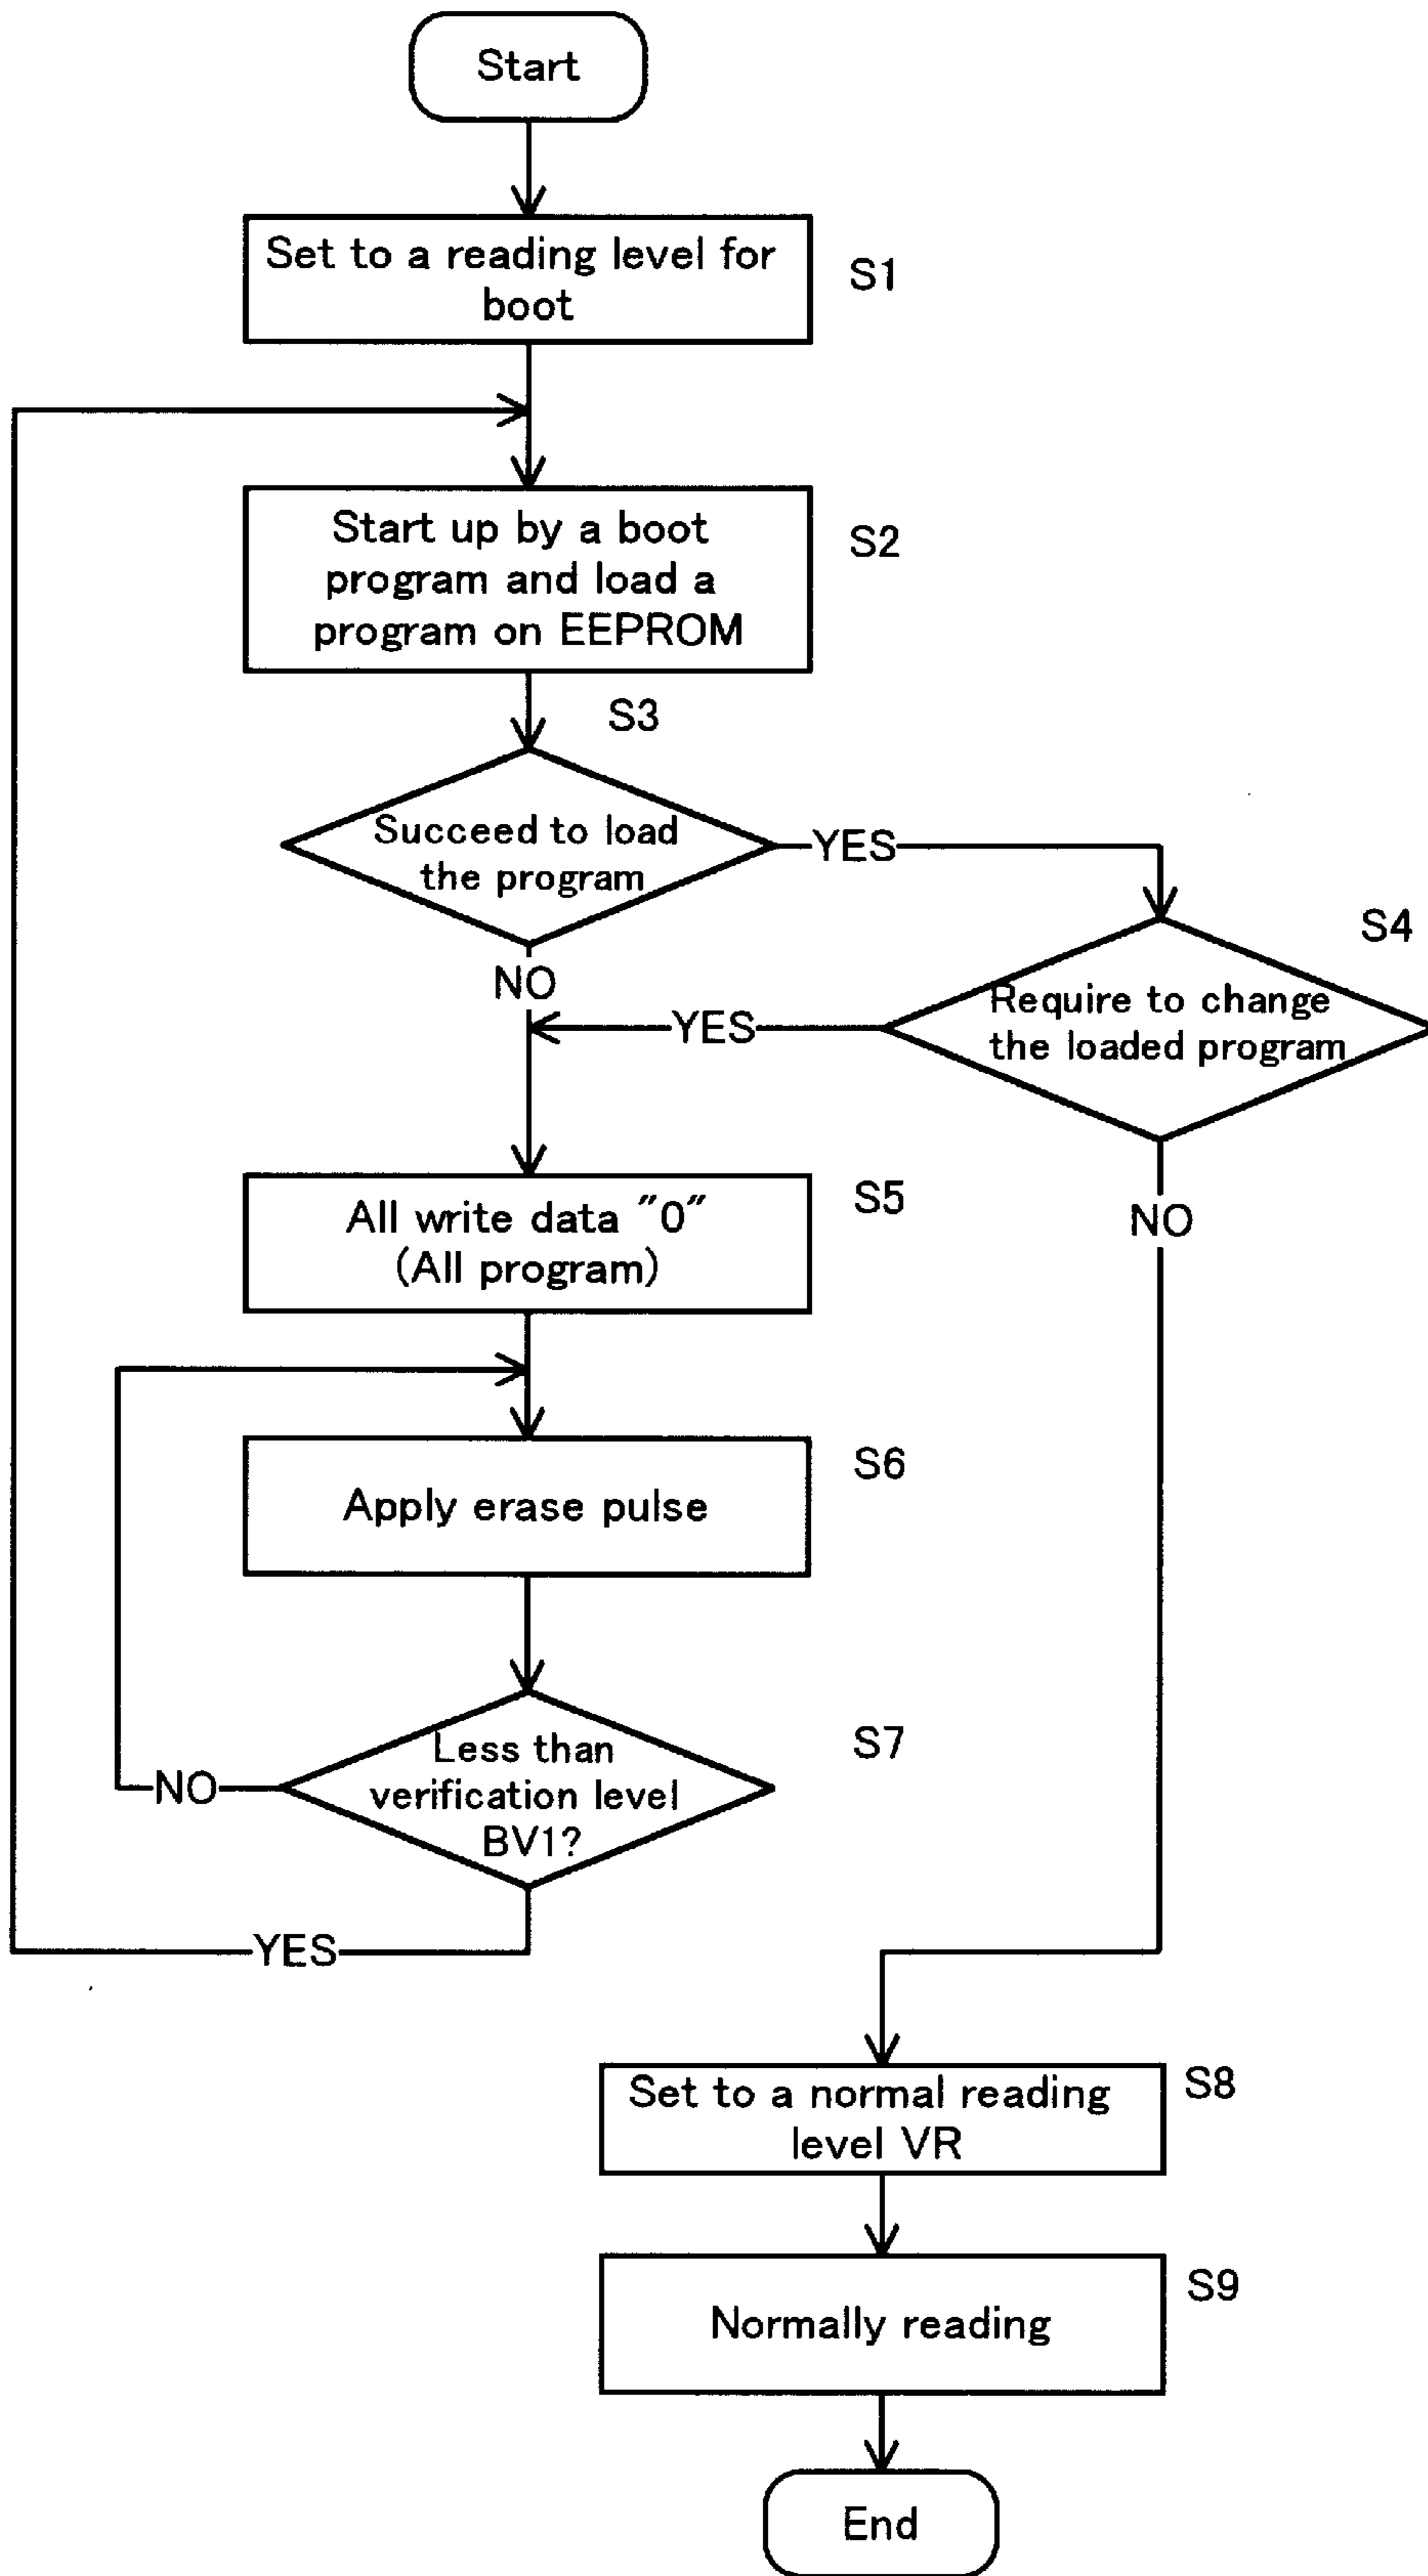 Start
Set to a reading level for
boot
S1
Start up by a boot
program and load a
program on EEPROM
S2
S3
Succeed to load
the program
YES
NO
S4
Require to change
the loaded program
YES
NO
All write data "0"
(All program)
S5
Apply erase pulse
S6
Less than
verification level
BV1?
S7
NO
YES
Set to a normal reading
level VR
S8
Normally reading
S9
End